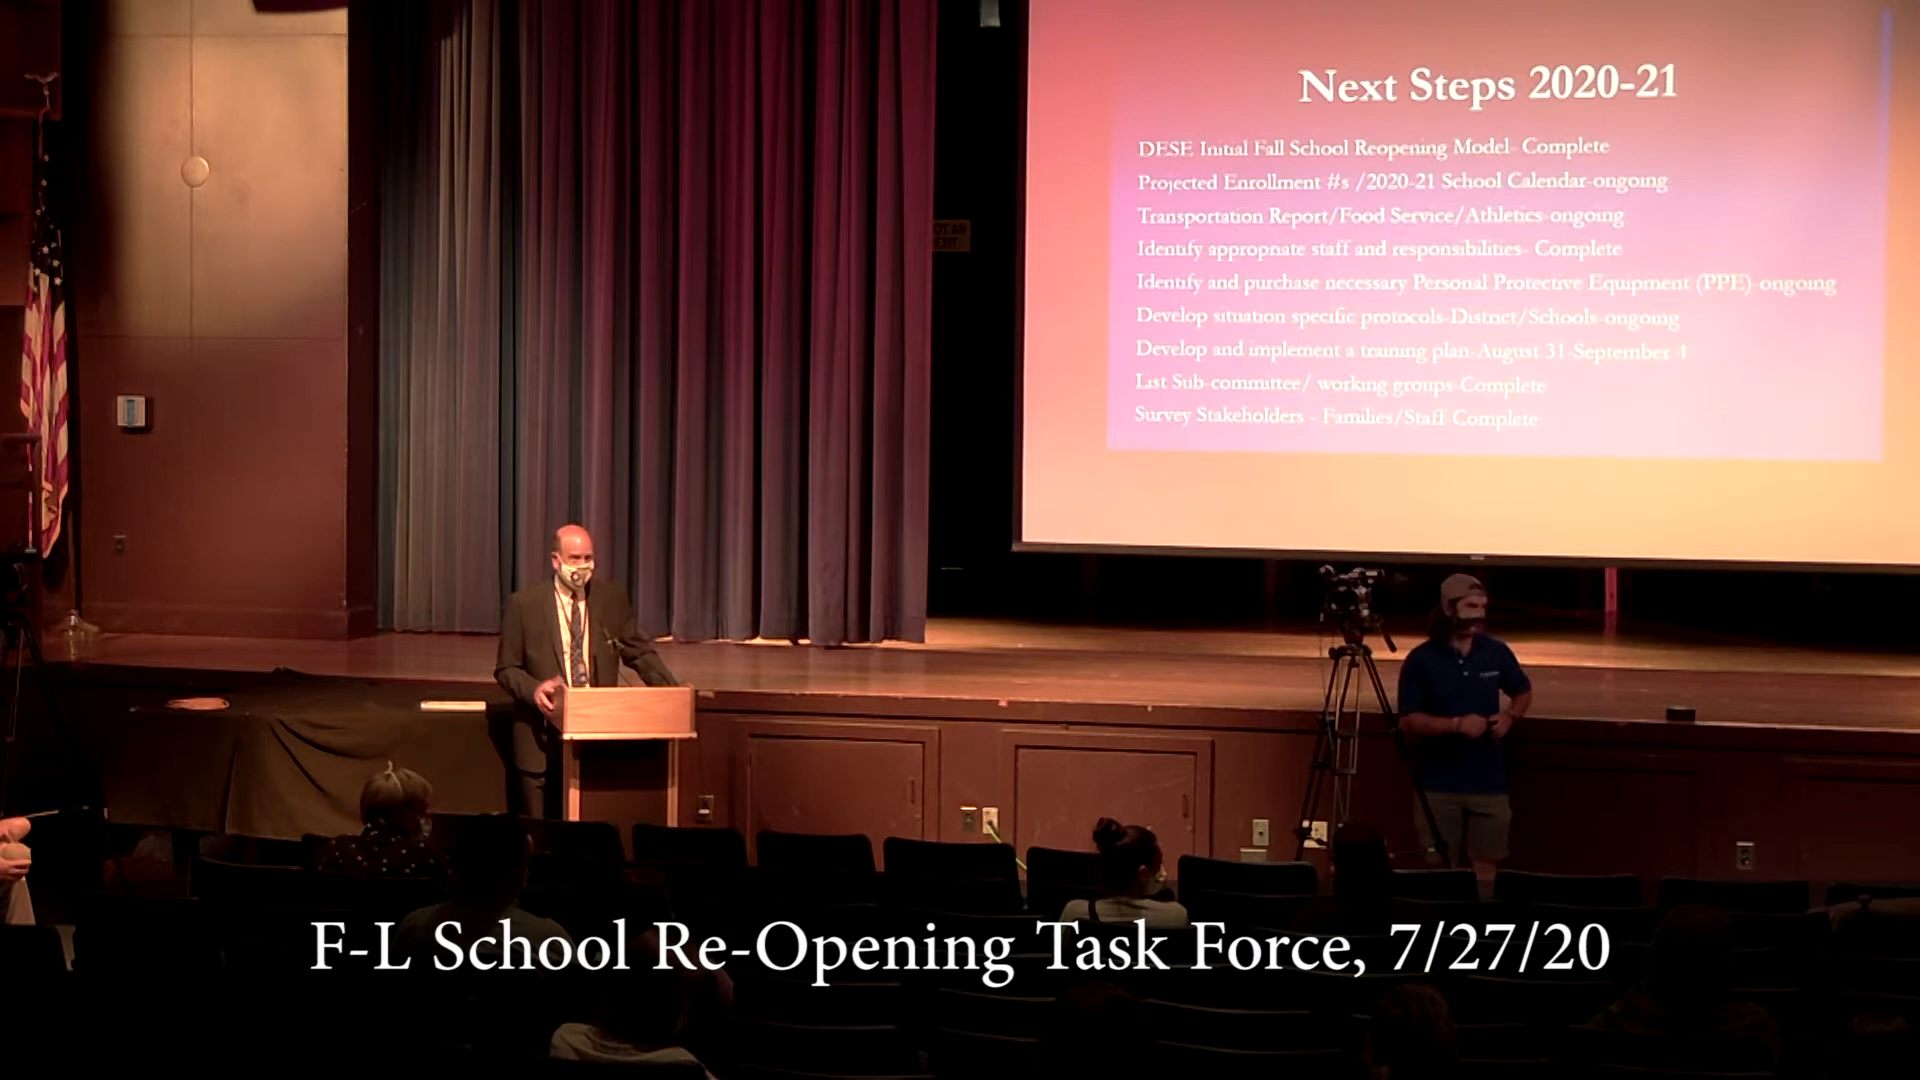 Next Steps 2020-21
DESE Initial Fall School Reopening Model- Complete
Projected Enrollment #s /2020-21 School Calendar-ongoing
Transportation Report/Food Service/Athletics-ongoing
Identify appropriate staff and responsibilities- Complete
Identify and purchase necessary Personal Protective Equipment (PPE)-ongoing
Develop situation specific protocols-District/Schools-ongoing
Develop and implement a training plan-August 31-September 4
List Sub-committee/ working groups-Complete
Survey Stakeholders - Families/Staff-Complete
EXIT
F-L School Re-Opening Task Force, 7/27/20